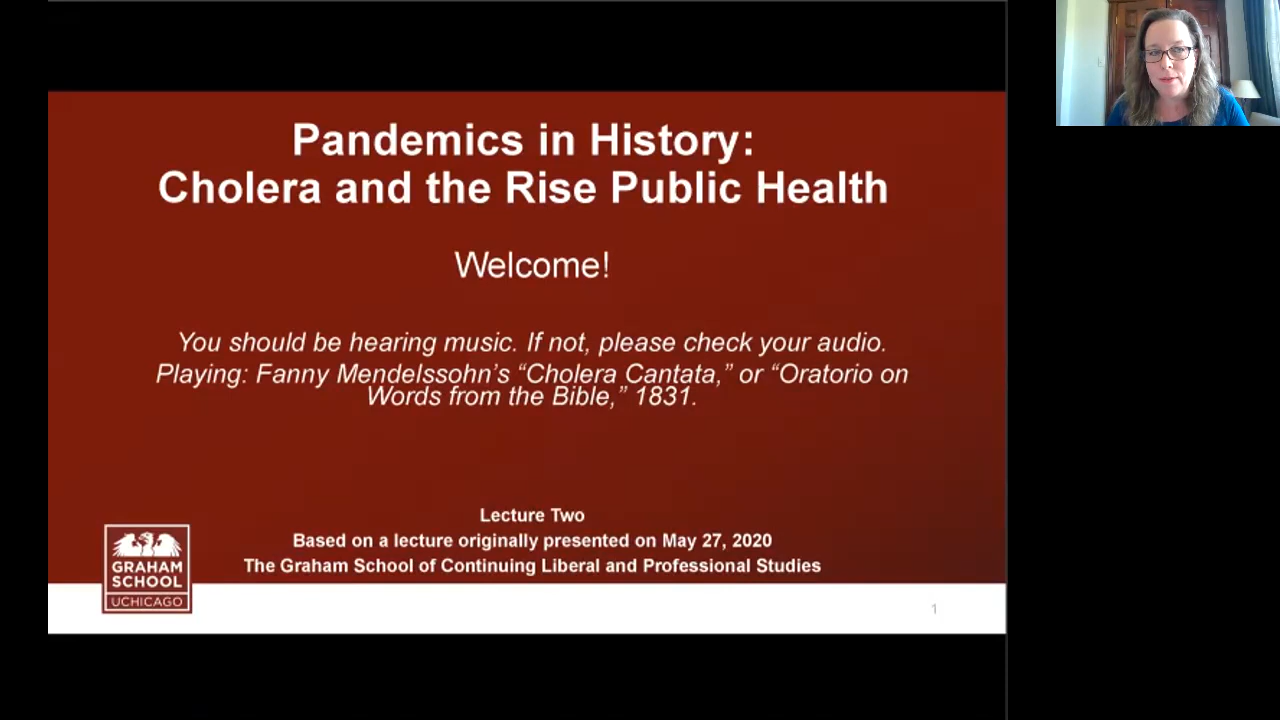 Pandemics in History:
Cholera and the Rise Public Health
Welcome!
You should be hearing music. If not, please check your audio.
Playing: Fanny Mendelssohn’s “Cholera Cantata,” or “Oratorio on
Words from the Bible,” 1831.
Lecture Two
Based on a lecture originally presented on May 27, 2020
The Graham School of Continuing Liberal and Professional Studies
GRAHAM
SCHOOL
UCHICAGO
1